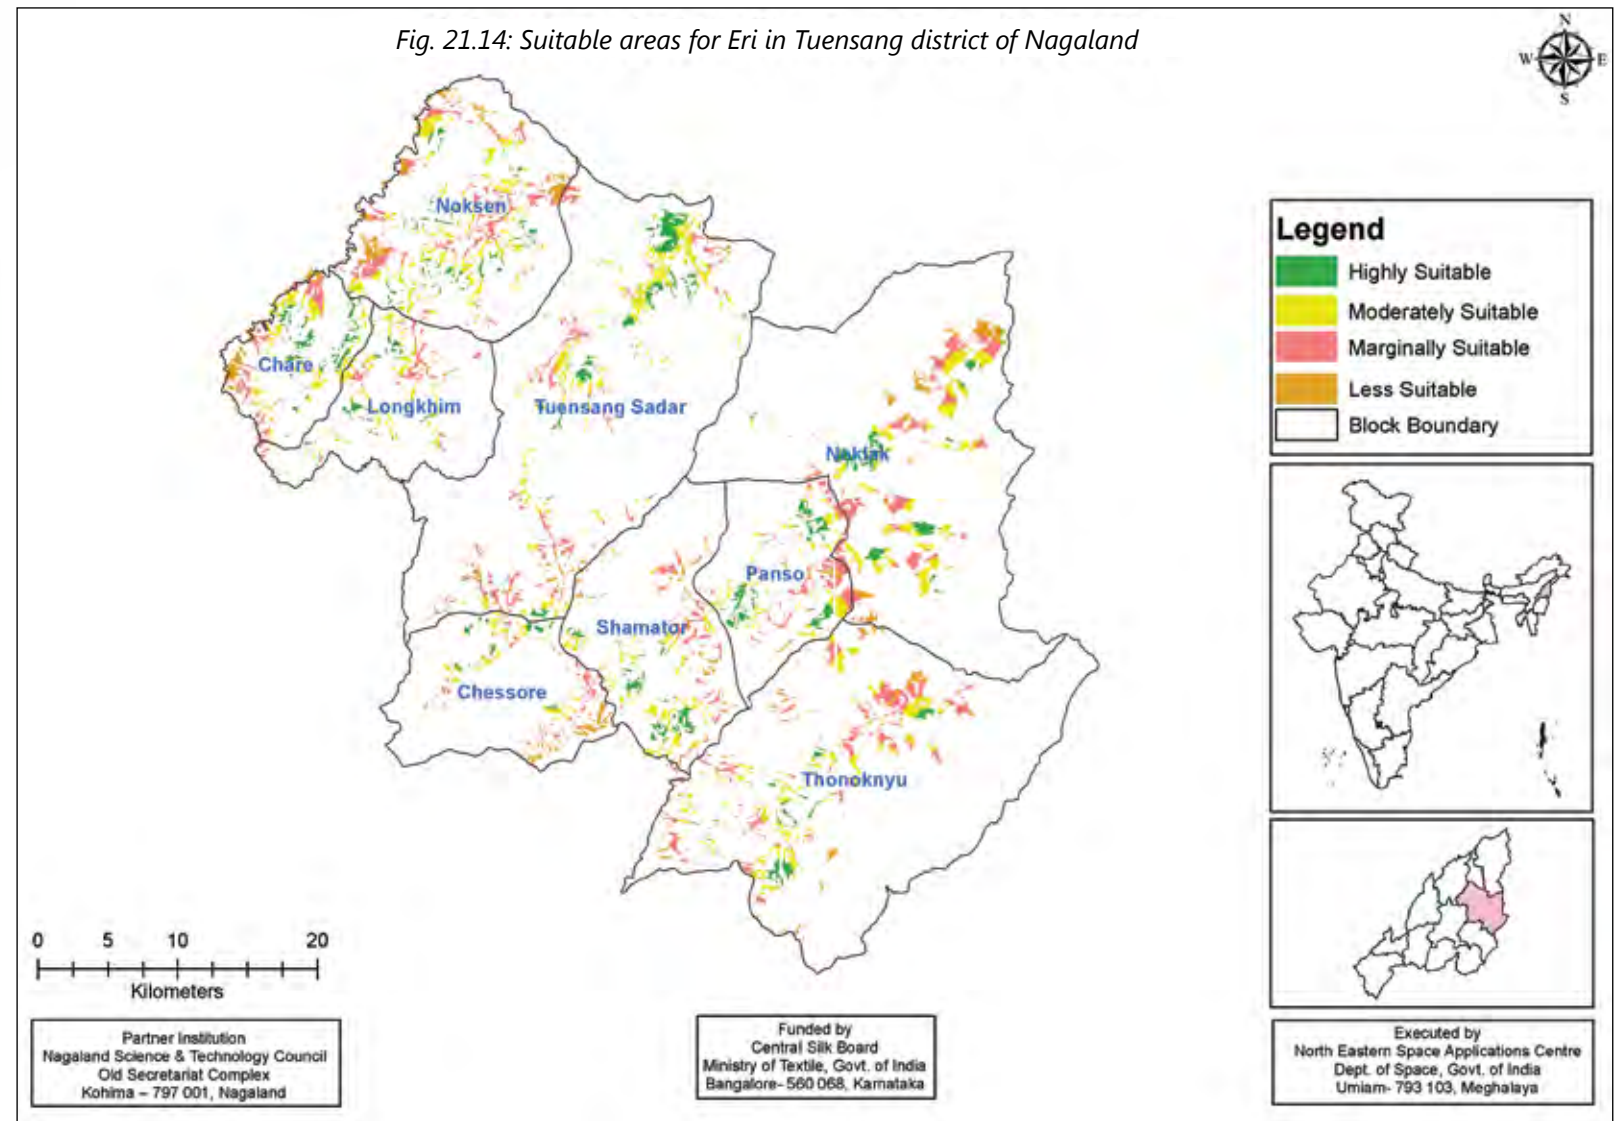 Fig. 21.14: Suitable areas for Eri in Tuensang district of Nagaland
N
W
E
S
Noksen
Chare
Longkhim
Tuensang Sadar
Noklak
Panso
Shamator
Chessore
Thonoknyu
Legend
Highly Suitable
Moderately Suitable
Marginally Suitable
Less Suitable
Block Boundary
0 5 10 20
Kilometers
Partner Institution
Nagaland Science & Technology Council
Old Secretariat Complex
Kohima – 797 001, Nagaland
Funded by
Central Silk Board
Ministry of Textile, Govt. of India
Bangalore- 560 068, Karnataka
Executed by
North Eastern Space Applications Centre
Dept. of Space, Govt. of India
Umiam- 793 103, Meghalaya